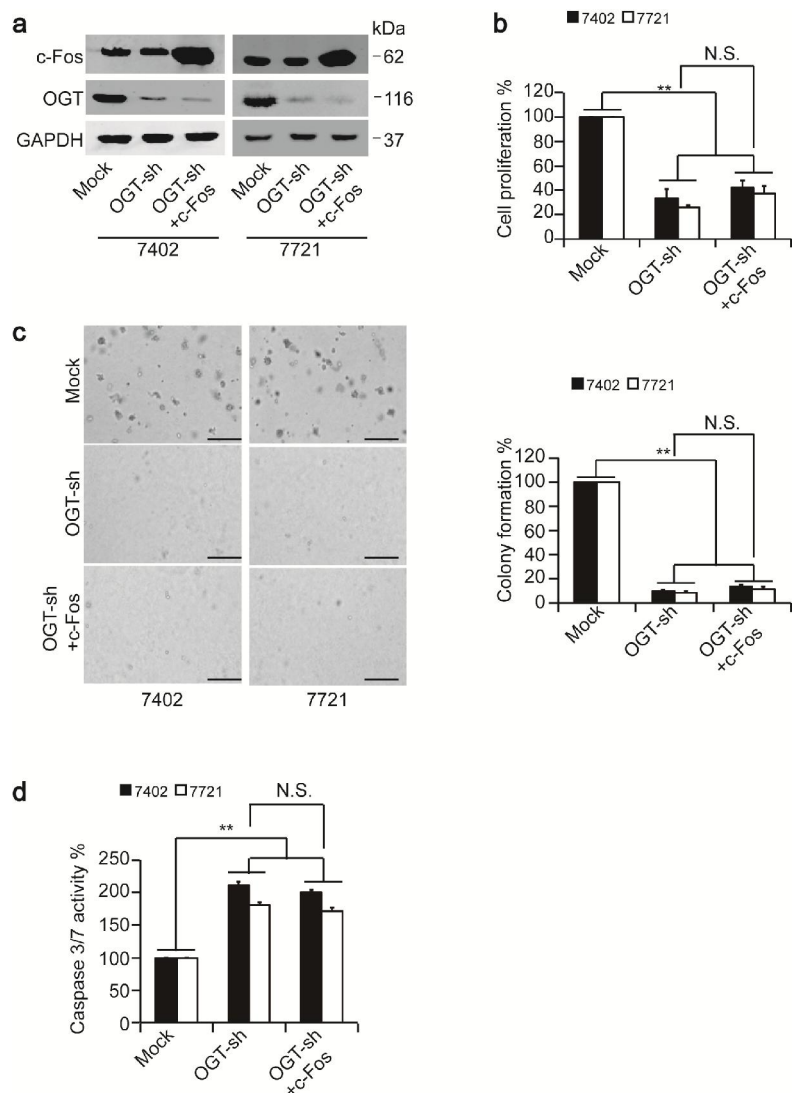 a
kDa
c-Fos
62
OGT
116
GAPDH
37
Mock
OGT-sh
OGT-sh
+c-Fos
Mock
OGT-sh
OGT-sh
+c-Fos
7402
7721
b
7402 7721
N.S.
**
Cell proliferation %
120
100
80
60
40
20
0
Mock
OGT-sh
OGT-sh
+c-Fos
c
Mock
OGT-sh
OGT-sh
+c-Fos
7402
7721
7402 7721
N.S.
**
Colony formation %
120
100
80
60
40
20
0
Mock
OGT-sh
OGT-sh
+c-Fos
d
7402 7721
N.S.
**
Caspase 3/7 activity %
250
200
150
100
50
0
Mock
OGT-sh
OGT-sh
+c-Fos